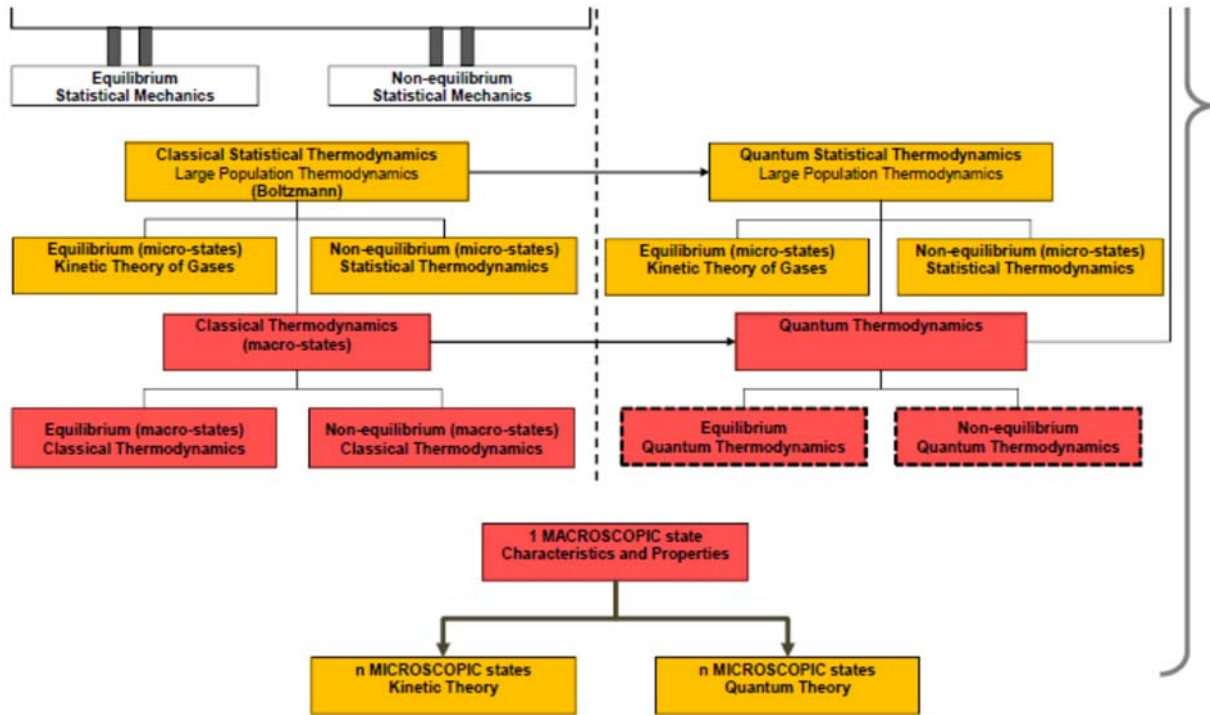 Equilibrium
Statistical Mechanics
Non-equilibrium
Statistical Mechanics
Classical Statistical Thermodynamics
Large Population Thermodynamics
(Boltzmann)
Quantum Statistical Thermodynamics
Large Population Thermodynamics
Equilibrium (micro-states)
Kinetic Theory of Gases
Non-equilibrium (micro-states)
Statistical Thermodynamics
Equilibrium (micro-states)
Kinetic Theory of Gases
Non-equilibrium (micro-states)
Statistical Thermodynamics
Classical Thermodynamics
(macro-states)
Quantum Thermodynamics
Equilibrium (macro-states)
Classical Thermodynamics
Non-equilibrium (macro-states)
Classical Thermodynamics
Equilibrium
Quantum Thermodynamics
Non-equilibrium
Quantum Thermodynamics
1 MACROSCOPIC state
Characteristics and Properties
n MICROSCOPIC states
Kinetic Theory
n MICROSCOPIC states
Quantum Theory